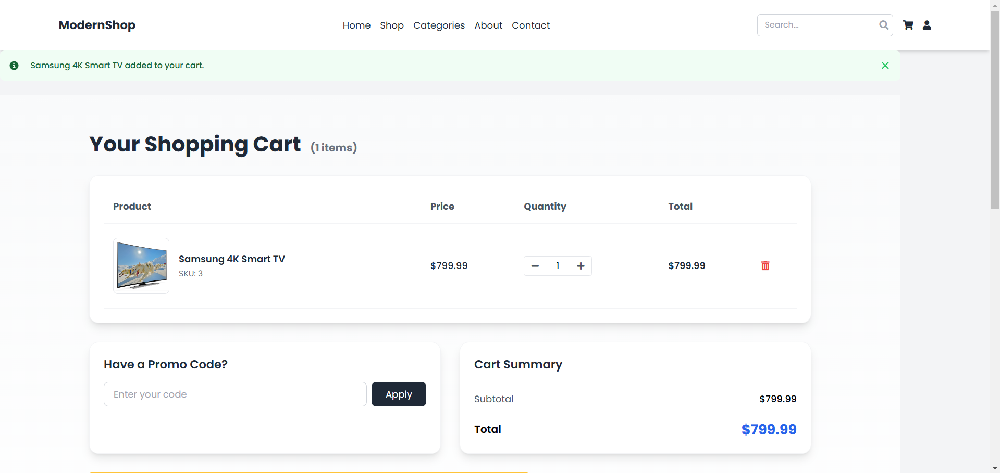 ModernShop
Home Shop Categories About Contact
Search...
Samsung 4K Smart TV added to your cart.
Your Shopping Cart (1 items)
Product Price Quantity Total
Samsung 4K Smart TV
SKU: 3
$799.99 1 $799.99
Have a Promo Code?
Enter your code Apply
Cart Summary
Subtotal $799.99
Total $799.99